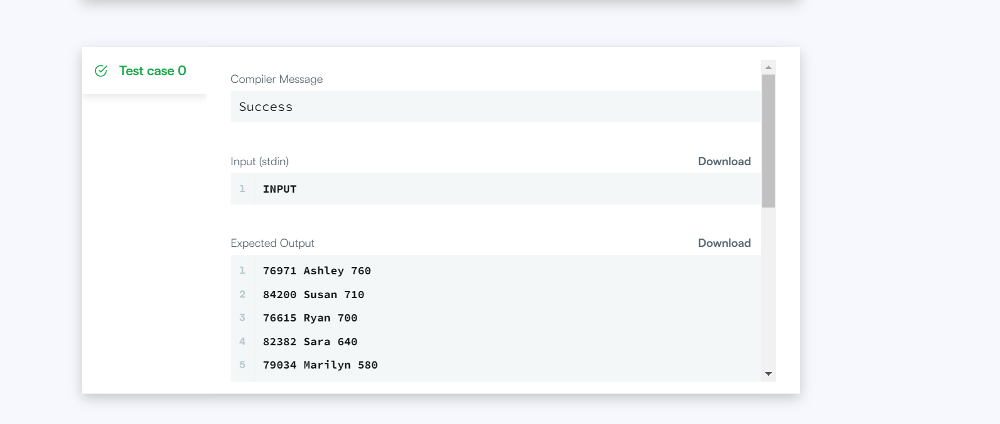 Test case 0
Compiler Message
Success
Input (stdin)
Download
1 INPUT
Expected Output
Download
1 76971 Ashley 760
2 84200 Susan 710
3 76615 Ryan 700
4 82382 Sara 640
5 79034 Marilyn 580